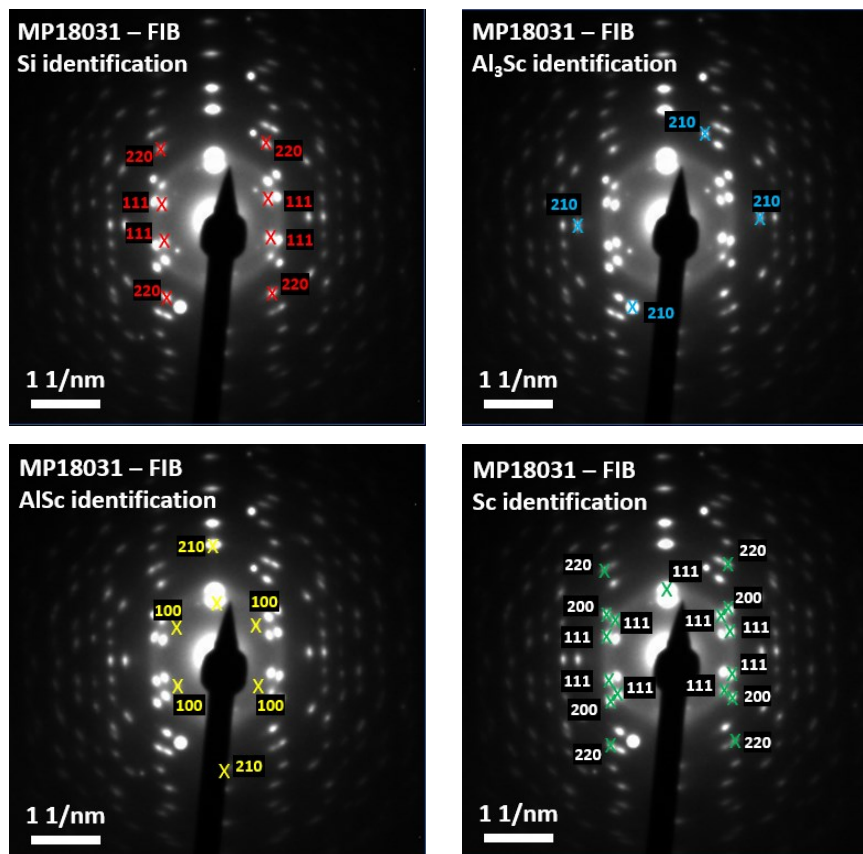 MP18031 – FIB
Si identification
220
220
111
111
111
111
220
220
1 1/nm
MP18031 – FIB
Al₃Sc identification
210
210
210
210
1 1/nm
MP18031 – FIB
AlSc identification
210
100
100
100
100
210
1 1/nm
MP18031 – FIB
Sc identification
220
220
111
200
200
111
111
111
111
111
111
111
111
200
200
220
220
1 1/nm